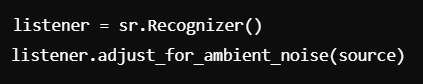 listener = sr.Recognizer()
listener.adjust_for_ambient_noise(source)